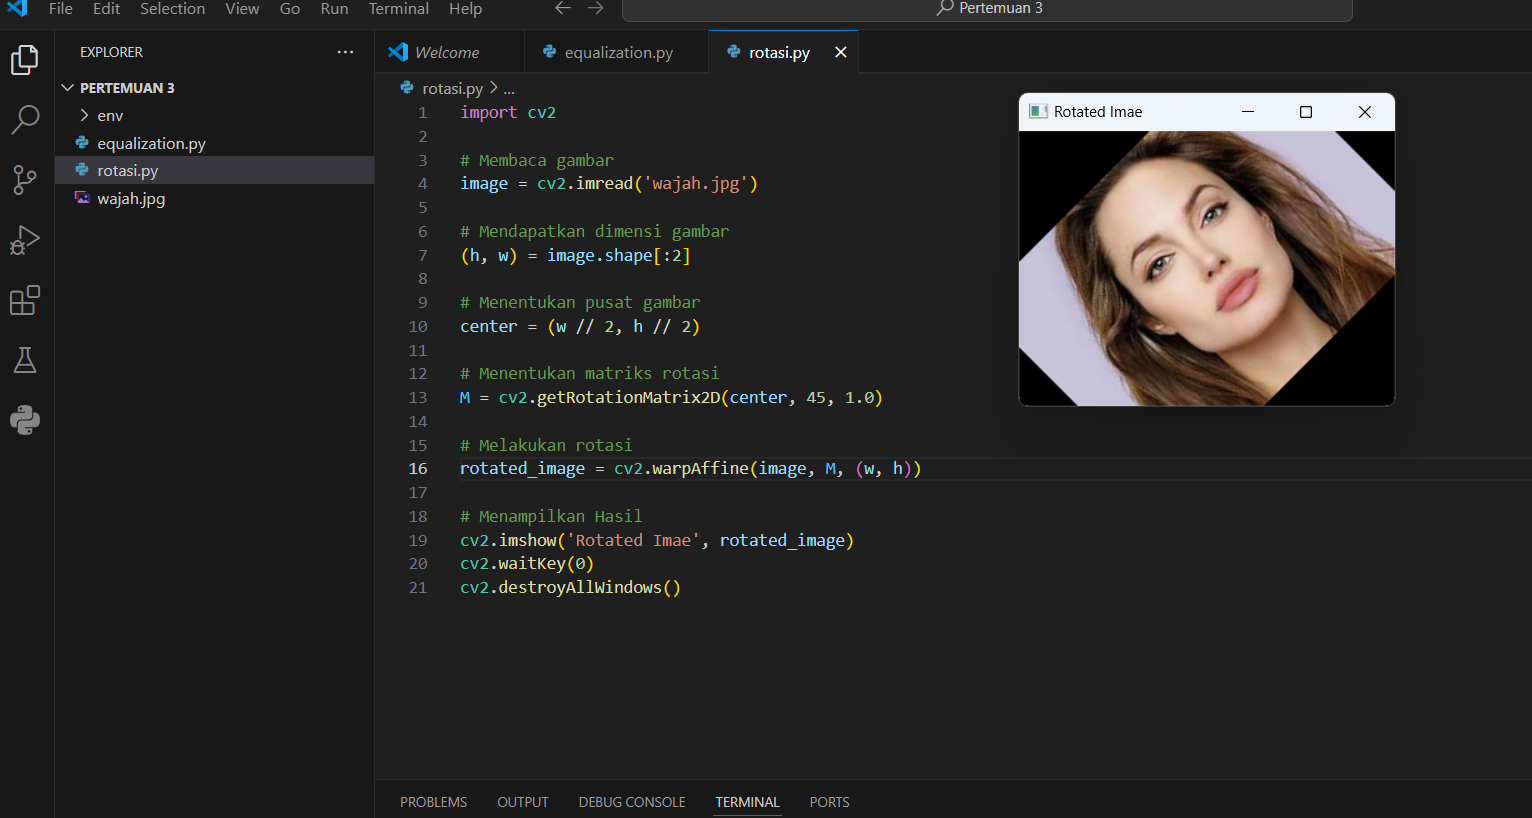 File Edit Selection View Go Run Terminal Help
Pertemuan 3
EXPLORER
PERTEMUAN 3
env
equalization.py
rotasi.py
wajah.jpg
Welcome
equalization.py
rotasi.py
rotasi.py > ...
1 import cv2
2
3 # Membaca gambar
4 image = cv2.imread('wajah.jpg')
5
6 # Mendapatkan dimensi gambar
7 (h, w) = image.shape[:2]
8
9 # Menentukan pusat gambar
10 center = (w // 2, h // 2)
11
12 # Menentukan matriks rotasi
13 M = cv2.getRotationMatrix2D(center, 45, 1.0)
14
15 # Melakukan rotasi
16 rotated_image = cv2.warpAffine(image, M, (w, h))
17
18 # Menampilkan Hasil
19 cv2.imshow('Rotated Imae', rotated_image)
20 cv2.waitKey(0)
21 cv2.destroyAllWindows()
Rotated Imae
PROBLEMS OUTPUT DEBUG CONSOLE TERMINAL PORTS